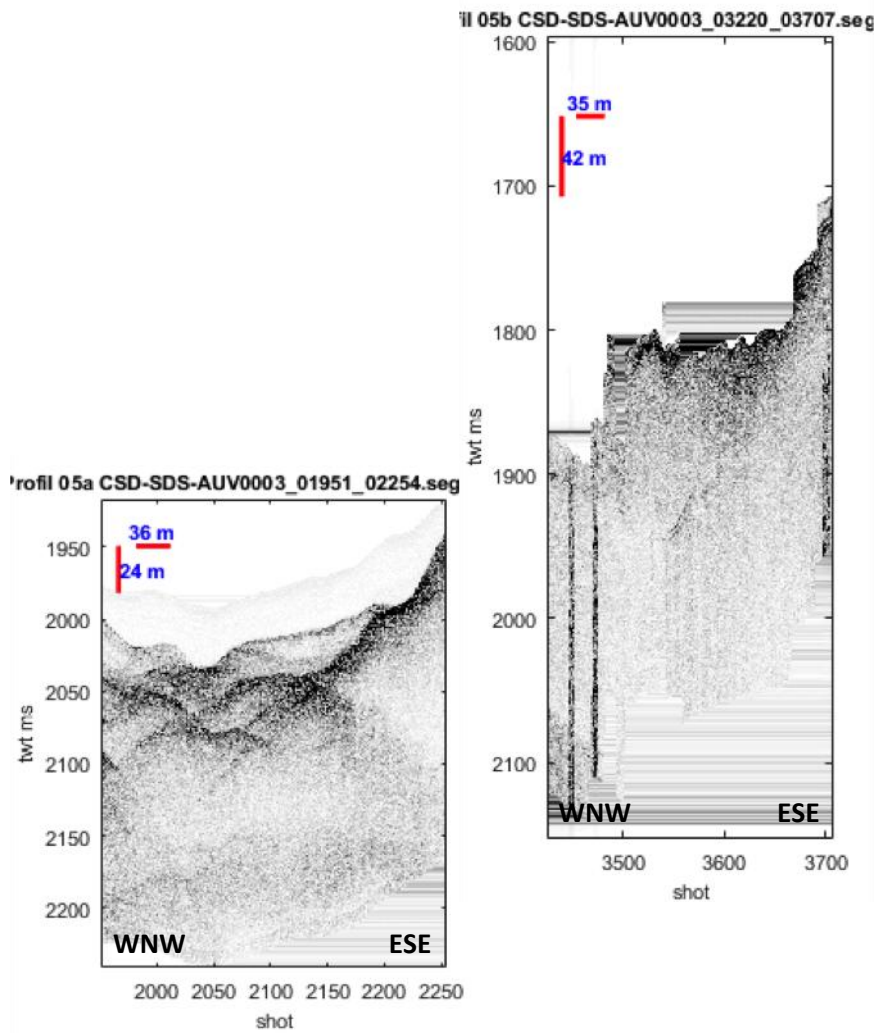 fil 05b CSD-SDS-AUV0003_03220_03707.seg
1600
35 m
42 m
1700
1800
twt ms
1900
2000
2100
WNW ESE
3500 3600 3700
shot
rofil 05a CSD-SDS-AUV0003_01951_02254.seg
1950
36 m
24 m
2000
2050
twt ms
2100
2150
2200
WNW ESE
2000 2050 2100 2150 2200 2250
shot